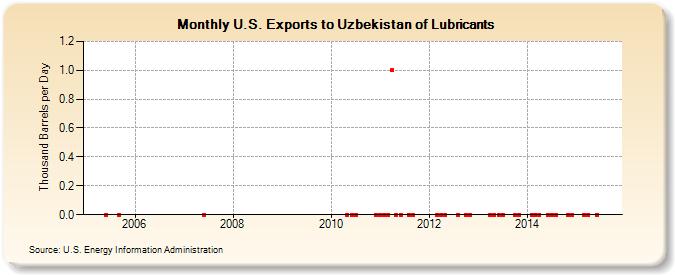 Monthly U.S. Exports to Uzbekistan of Lubricants
Thousand Barrels per Day
1.2
1.0
0.8
0.6
0.4
0.2
0.0
2006 2008 2010 2012 2014
Source: U.S. Energy Information Administration